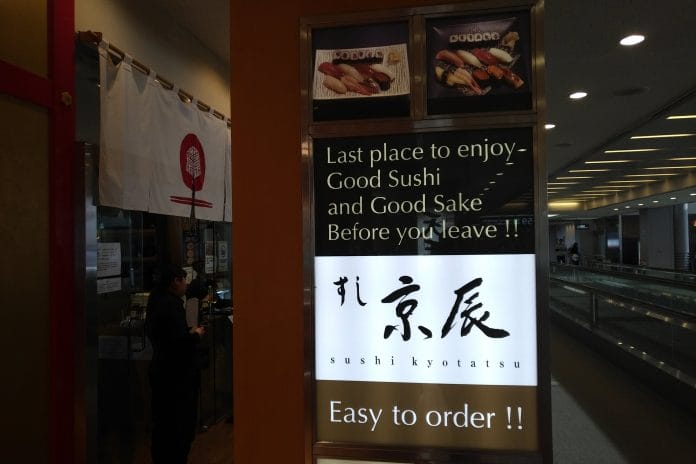 Last place to enjoy
Good Sushi
and Good Sake
Before you leave !!
すし 京辰
sushi kyotatsu
Easy to order !!